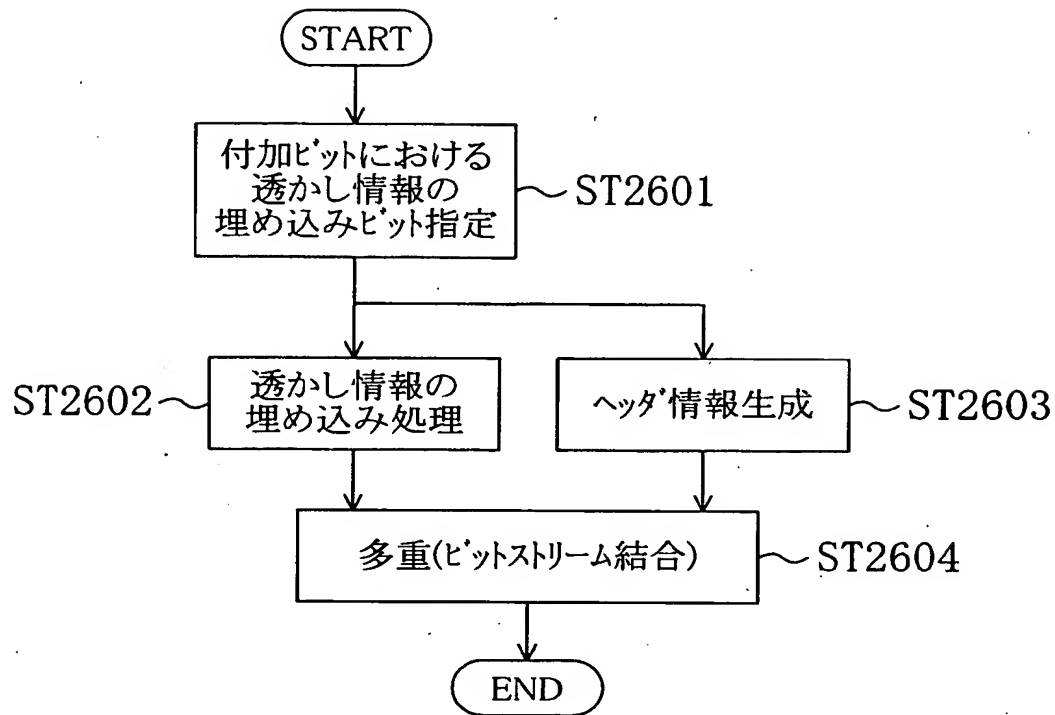 START
付加ビットにおける
透かし情報の
埋め込みビット指定
ST2601
ST2602
透かし情報の
埋め込み処理
ヘッダ情報生成
ST2603
多重(ビットストリーム結合)
ST2604
END